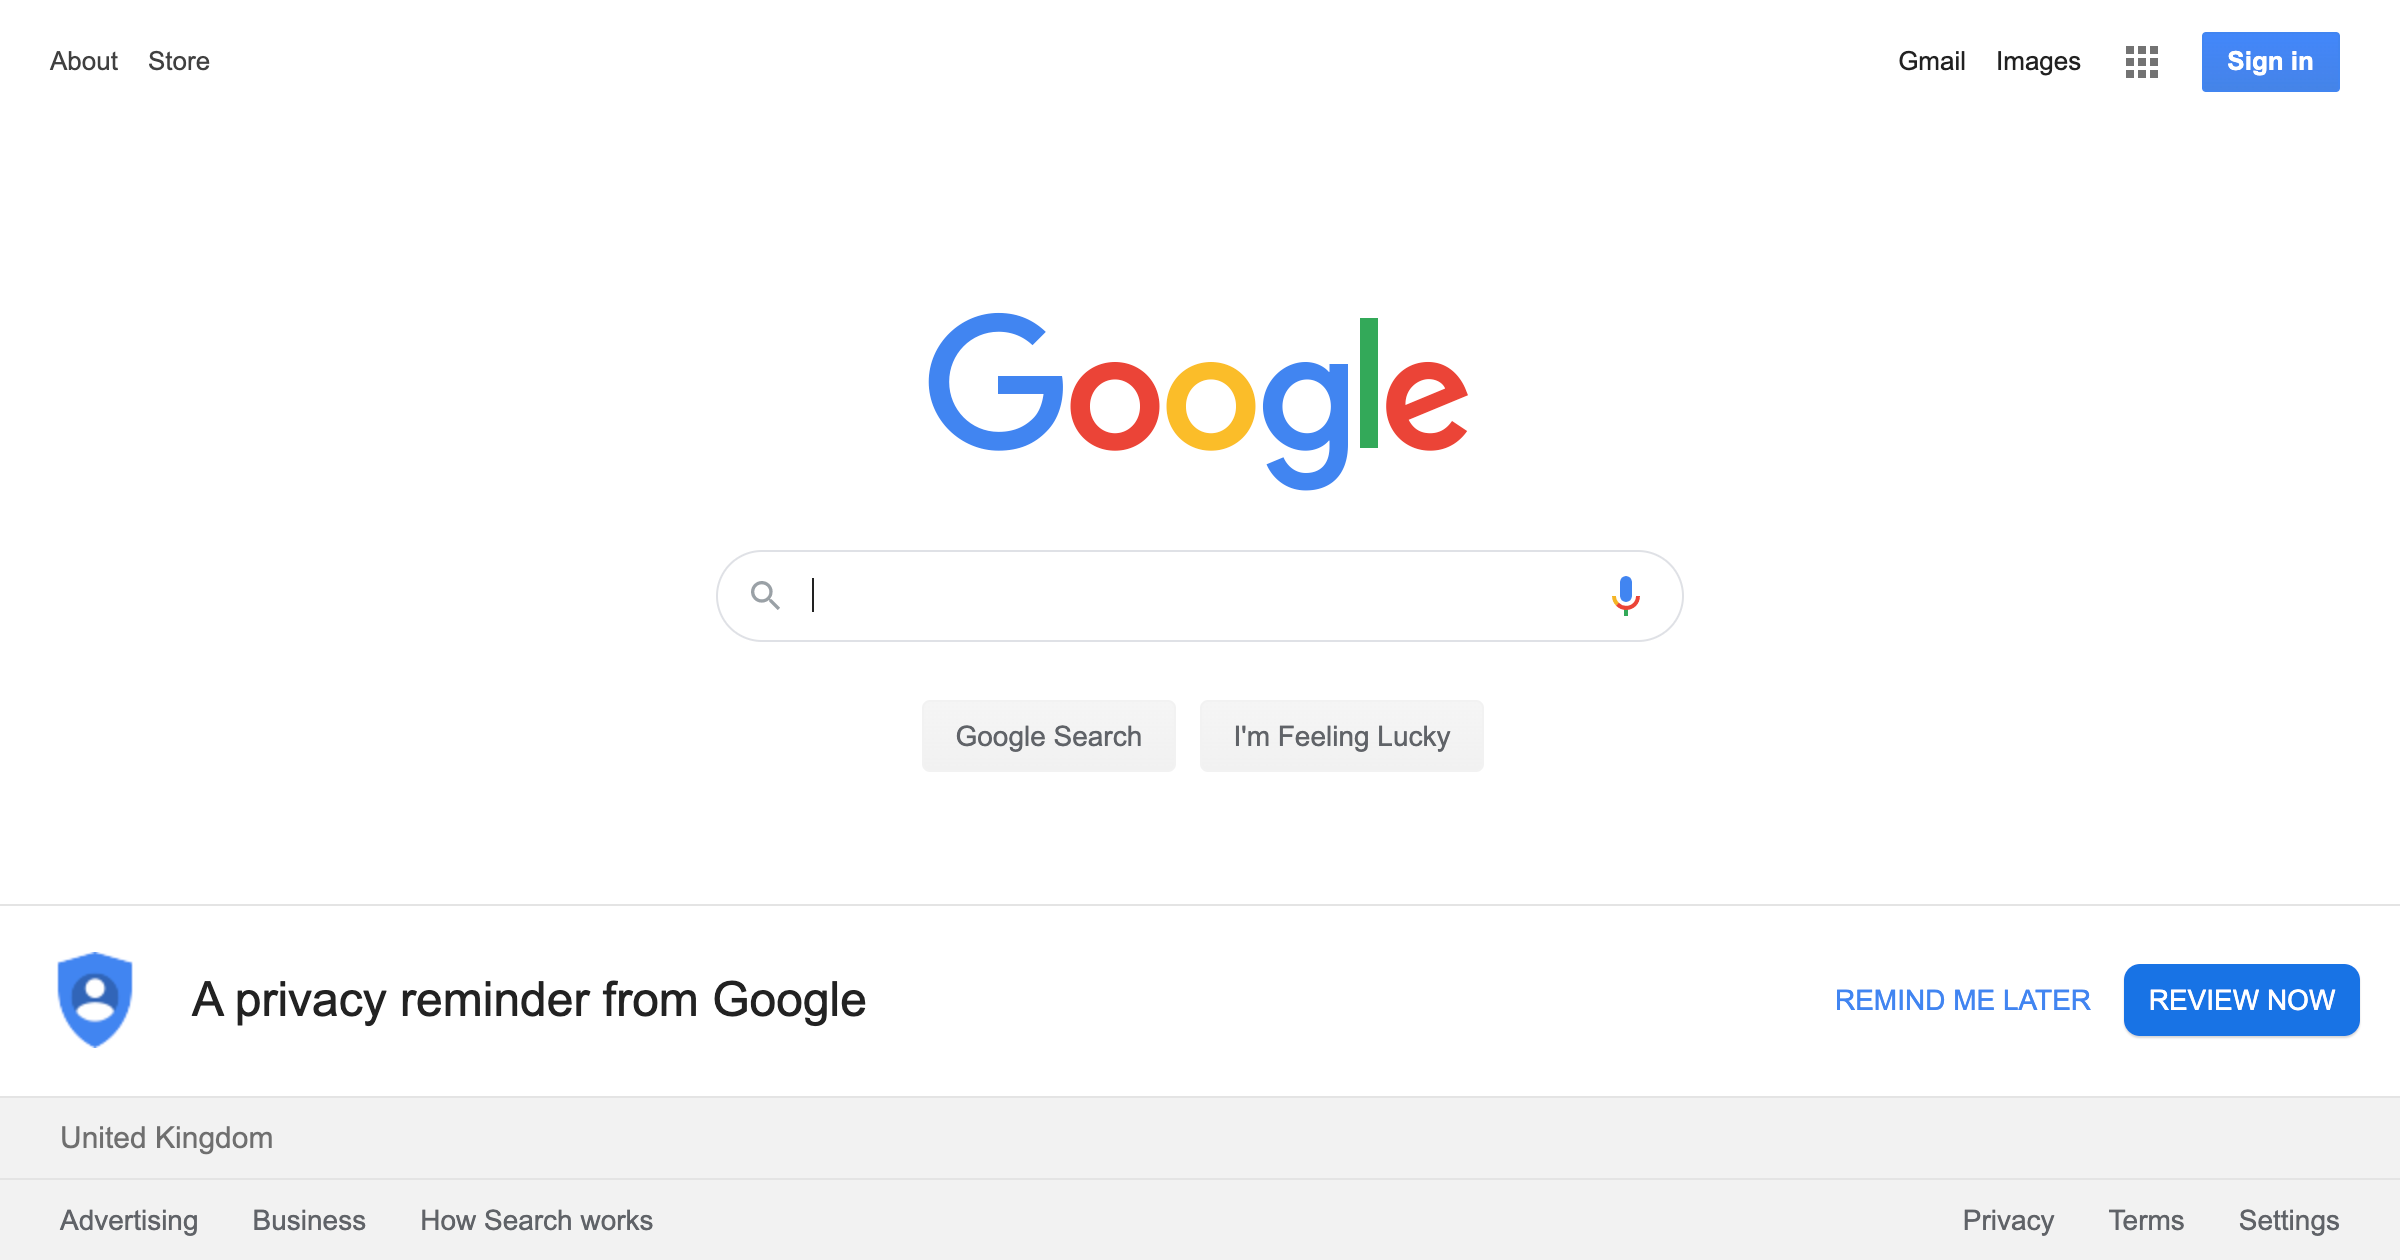 About Store Gmail Images Sign in
Google
Google Search I'm Feeling Lucky
A privacy reminder from Google REMIND ME LATER REVIEW NOW
United Kingdom
Advertising Business How Search works Privacy Terms Settings